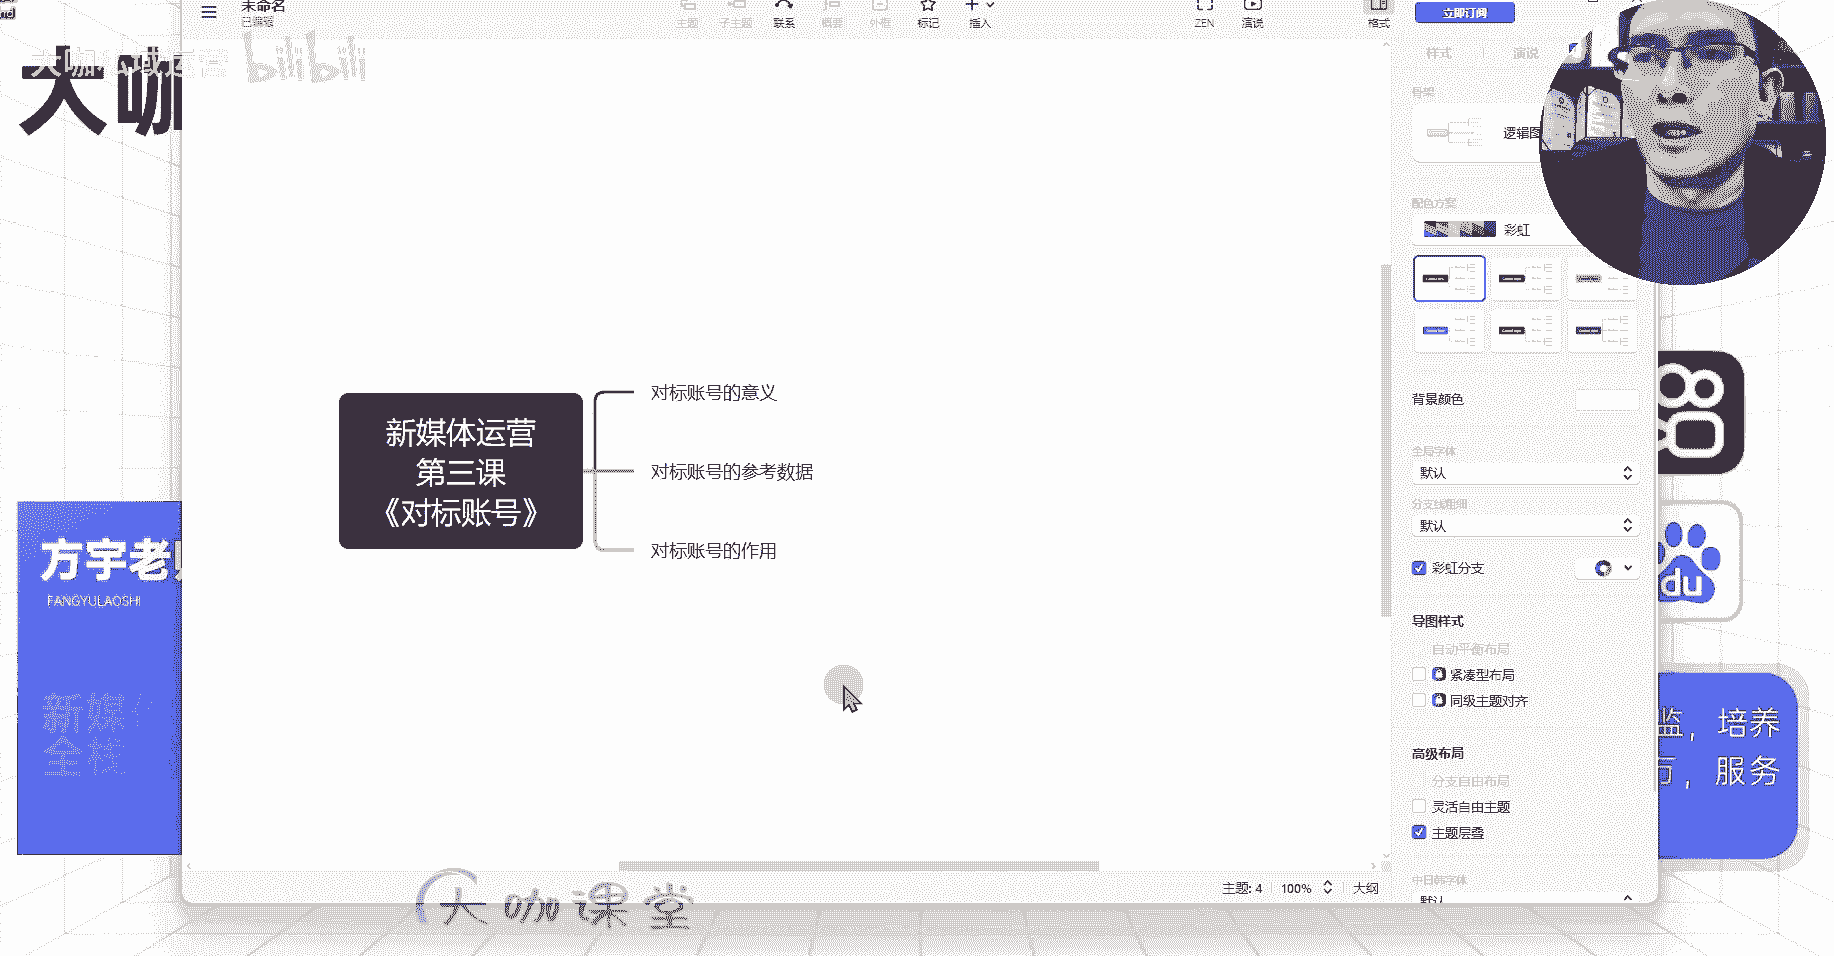 nd
未命名
已编辑
主题
子主题
联系
概要
外框
标记
插入
ZEN
演说
格式
立即订阅
大咖私域运营 bilibili
大咖
样式
演说
骨架
逻辑图
配色方案
彩虹
新媒体运营
第三课
《对标账号》
对标账号的意义
对标账号的参考数据
对标账号的作用
背景颜色
全局字体
默认
分支线粗细
默认
彩虹分支
导图样式
自动平衡布局
紧凑型布局
同级主题对齐
高级布局
分支自由布局
灵活自由主题
主题层叠
中日韩字体
默认
方宇老
FANGYULAOSHI
新媒
全栈
du
监，培养
万，服务
主题: 4
100%
大纲
大咖课堂